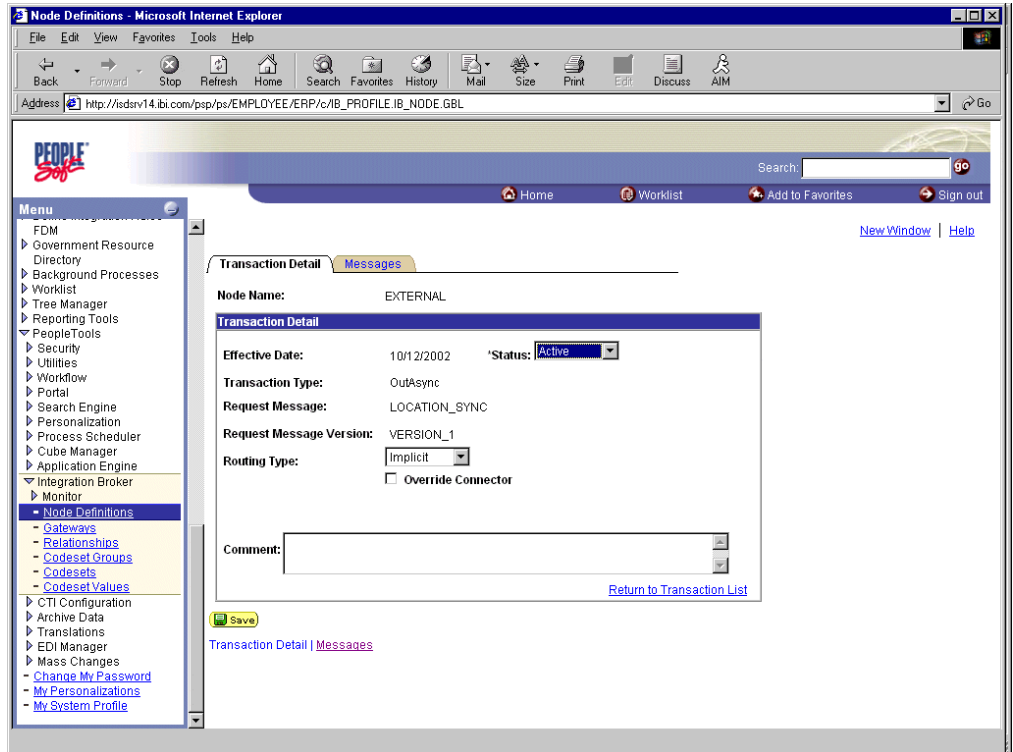 Node Definitions - Microsoft Internet Explorer
File Edit View Favorites Tools Help
Back Forward Stop Refresh Home Search Favorites History Mail Size Print Edit Discuss AIM
Address http://isdsrv14.ibi.com/psp/ps/EMPLOYEE/ERP/c/IB_PROFILE.IB_NODE.GBL Go
PEOPLE
Soft
Search: go
Home Worklist Add to Favorites Sign out
Menu
FDM
Government Resource
Directory
Background Processes
Worklist
Tree Manager
Reporting Tools
PeopleTools
Security
Utilities
Workflow
Portal
Search Engine
Personalization
Process Scheduler
Cube Manager
Application Engine
Integration Broker
Monitor
- Node Definitions
- Gateways
- Relationships
- Codeset Groups
- Codesets
- Codeset Values
CTI Configuration
Archive Data
Translations
EDI Manager
Mass Changes
- Change My Password
- My Personalizations
- My System Profile
New Window | Help
Transaction Detail Messages
Node Name: EXTERNAL
Transaction Detail
Effective Date: 10/12/2002 *Status: Active
Transaction Type: OutAsync
Request Message: LOCATION_SYNC
Request Message Version: VERSION_1
Routing Type: Implicit
Override Connector
Comment:
Return to Transaction List
Save
Transaction Detail | Messages